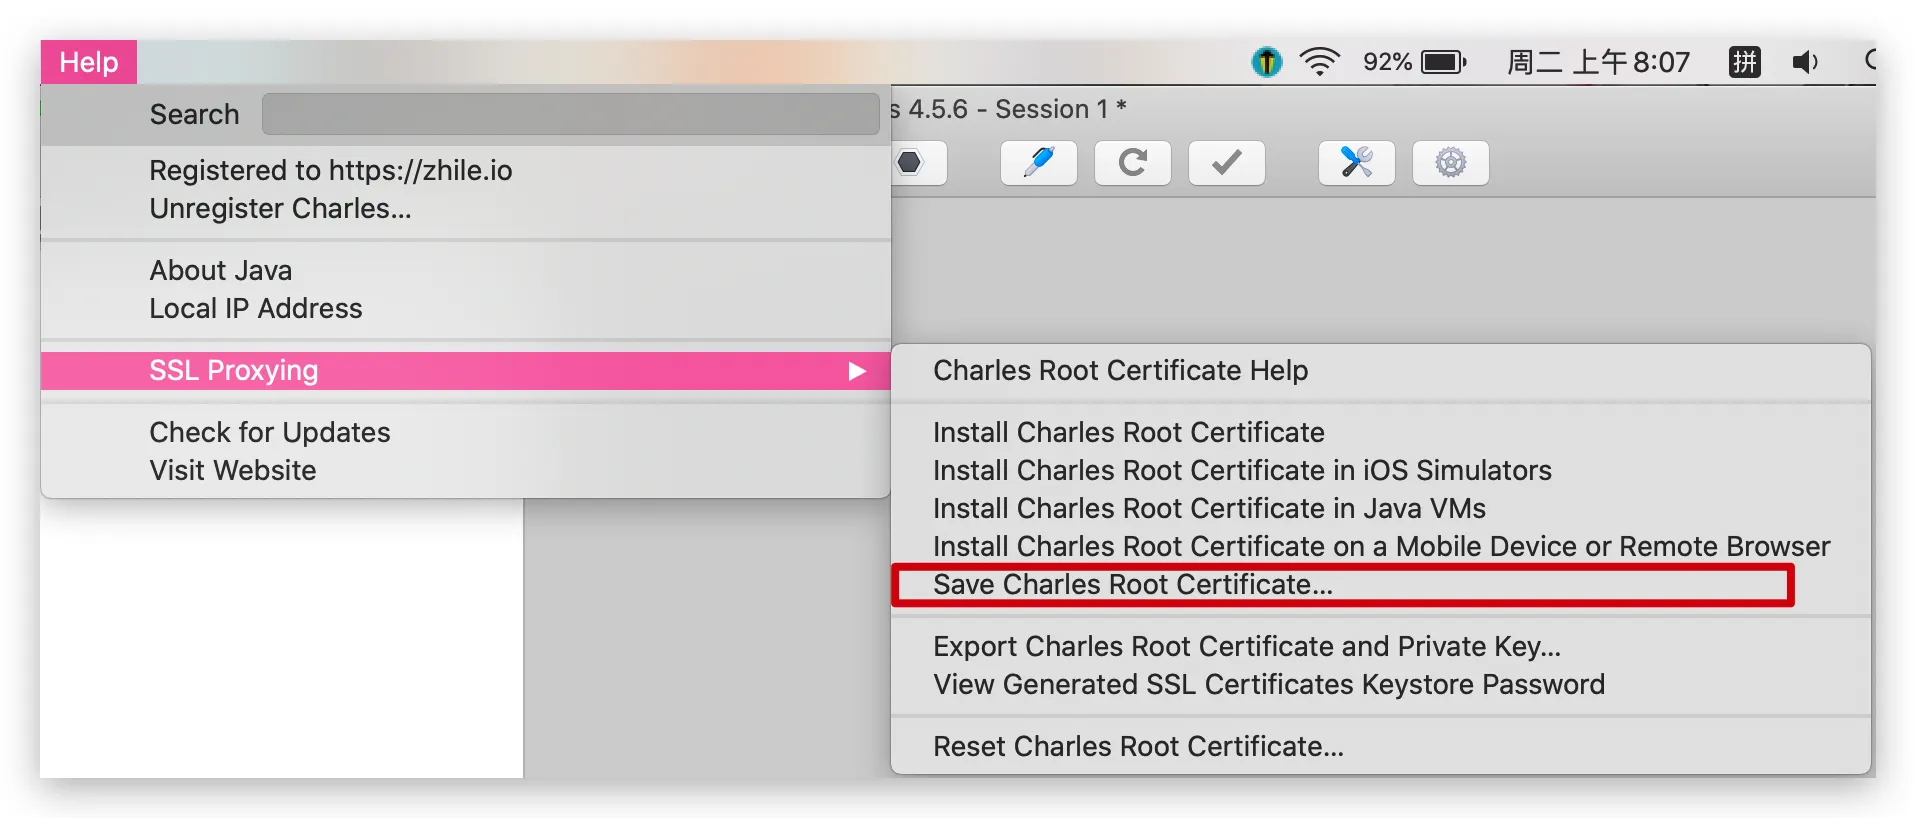 Help
92%
周二 上午8:07
拼
Search
s 4.5.6 - Session 1 *
Registered to https://zhile.io
Unregister Charles...
About Java
Local IP Address
SSL Proxying
Check for Updates
Visit Website
Charles Root Certificate Help
Install Charles Root Certificate
Install Charles Root Certificate in iOS Simulators
Install Charles Root Certificate in Java VMs
Install Charles Root Certificate on a Mobile Device or Remote Browser
Save Charles Root Certificate...
Export Charles Root Certificate and Private Key...
View Generated SSL Certificates Keystore Password
Reset Charles Root Certificate...